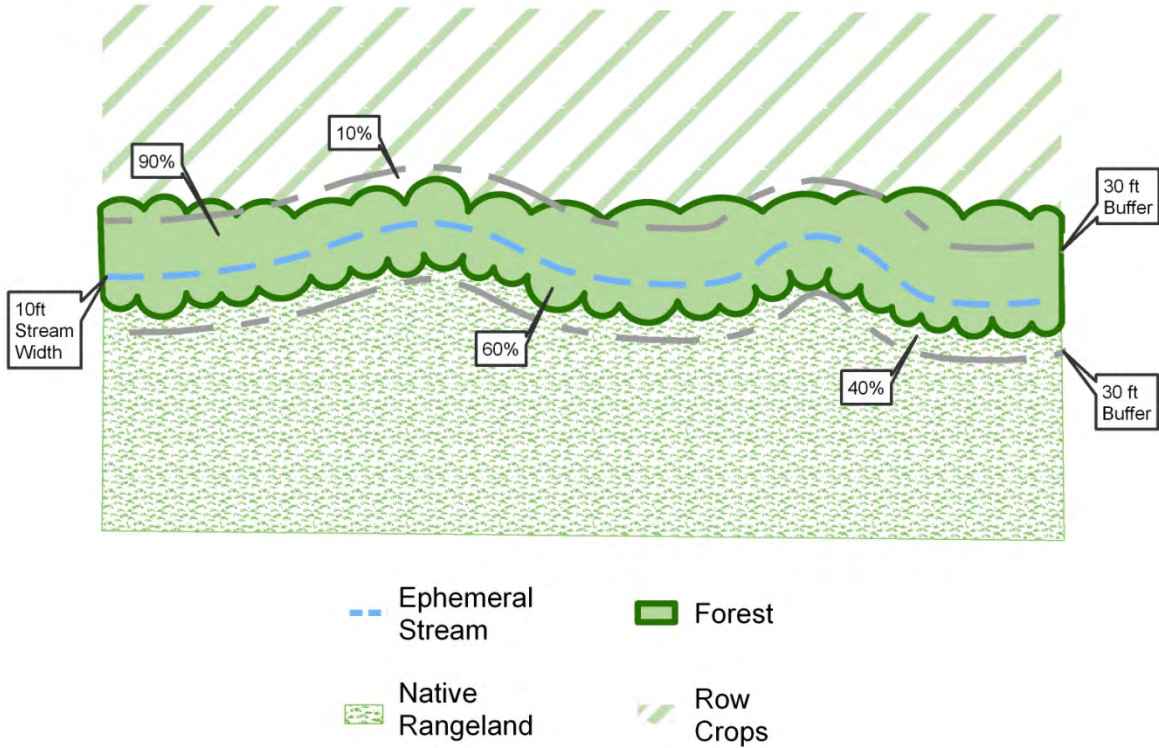 10%
90%
30 ft
Buffer
10ft
Stream
Width
60%
40%
30 ft
Buffer
Ephemeral
Stream
Forest
Native
Rangeland
Row
Crops